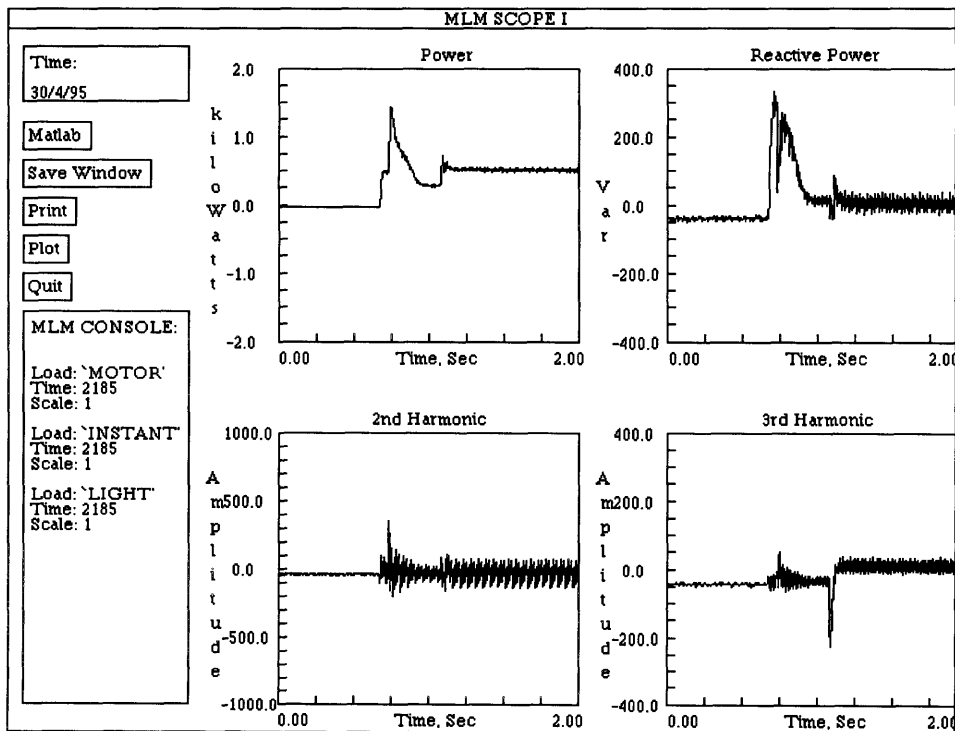 MLM SCOPE I
Time:
30/4/95
Matlab
Save Window
Print
Plot
Quit
MLM CONSOLE:
Load: `MOTOR'
Time: 2185
Scale: 1
Load: `INSTANT'
Time: 2185
Scale: 1
Load: `LIGHT'
Time: 2185
Scale: 1
Power
kiloWatts
2.0
1.0
0.0
-1.0
-2.0
0.00
Time, Sec
2.00
Reactive Power
Var
400.0
200.0
0.0
-200.0
-400.0
0.00
Time, Sec
2.00
2nd Harmonic
Amplitude
1000.0
500.0
0.0
-500.0
-1000.0
0.00
Time, Sec
2.00
3rd Harmonic
Amplitude
400.0
200.0
0.0
-200.0
-400.0
0.00
Time, Sec
2.00